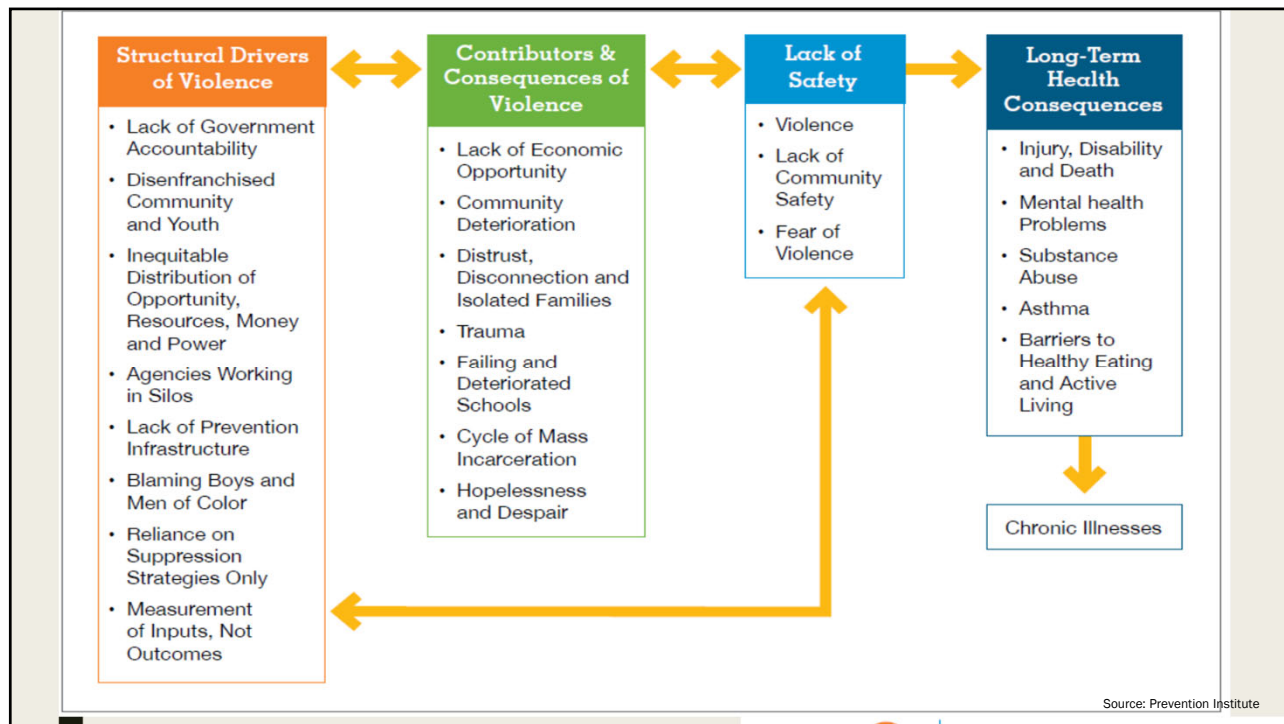 Structural Drivers
of Violence
• Lack of Government
Accountability
• Disenfranchised
Community
and Youth
• Inequitable
Distribution of
Opportunity,
Resources, Money
and Power
• Agencies Working
in Silos
• Lack of Prevention
Infrastructure
• Blaming Boys and
Men of Color
• Reliance on
Suppression
Strategies Only
• Measurement
of Inputs, Not
Outcomes
Contributors &
Consequences of
Violence
• Lack of Economic
Opportunity
• Community
Deterioration
• Distrust,
Disconnection and
Isolated Families
• Trauma
• Failing and
Deteriorated
Schools
• Cycle of Mass
Incarceration
• Hopelessness
and Despair
Lack of
Safety
• Violence
• Lack of
Community
Safety
• Fear of
Violence
Long-Term
Health
Consequences
• Injury, Disability
and Death
• Mental health
Problems
• Substance
Abuse
• Asthma
• Barriers to
Healthy Eating
and Active
Living
Chronic Illnesses
Source: Prevention Institute